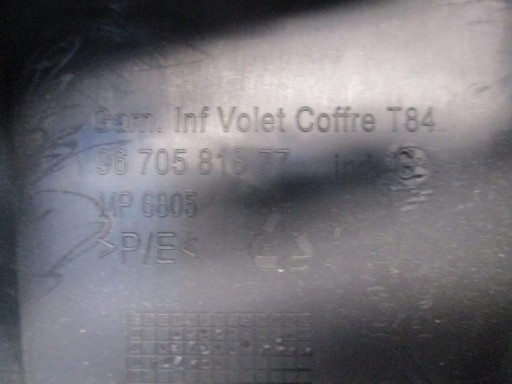 Garn. Inf Volet Coffre T84
96 705 818 77 ind
MP 6805
>P/E<